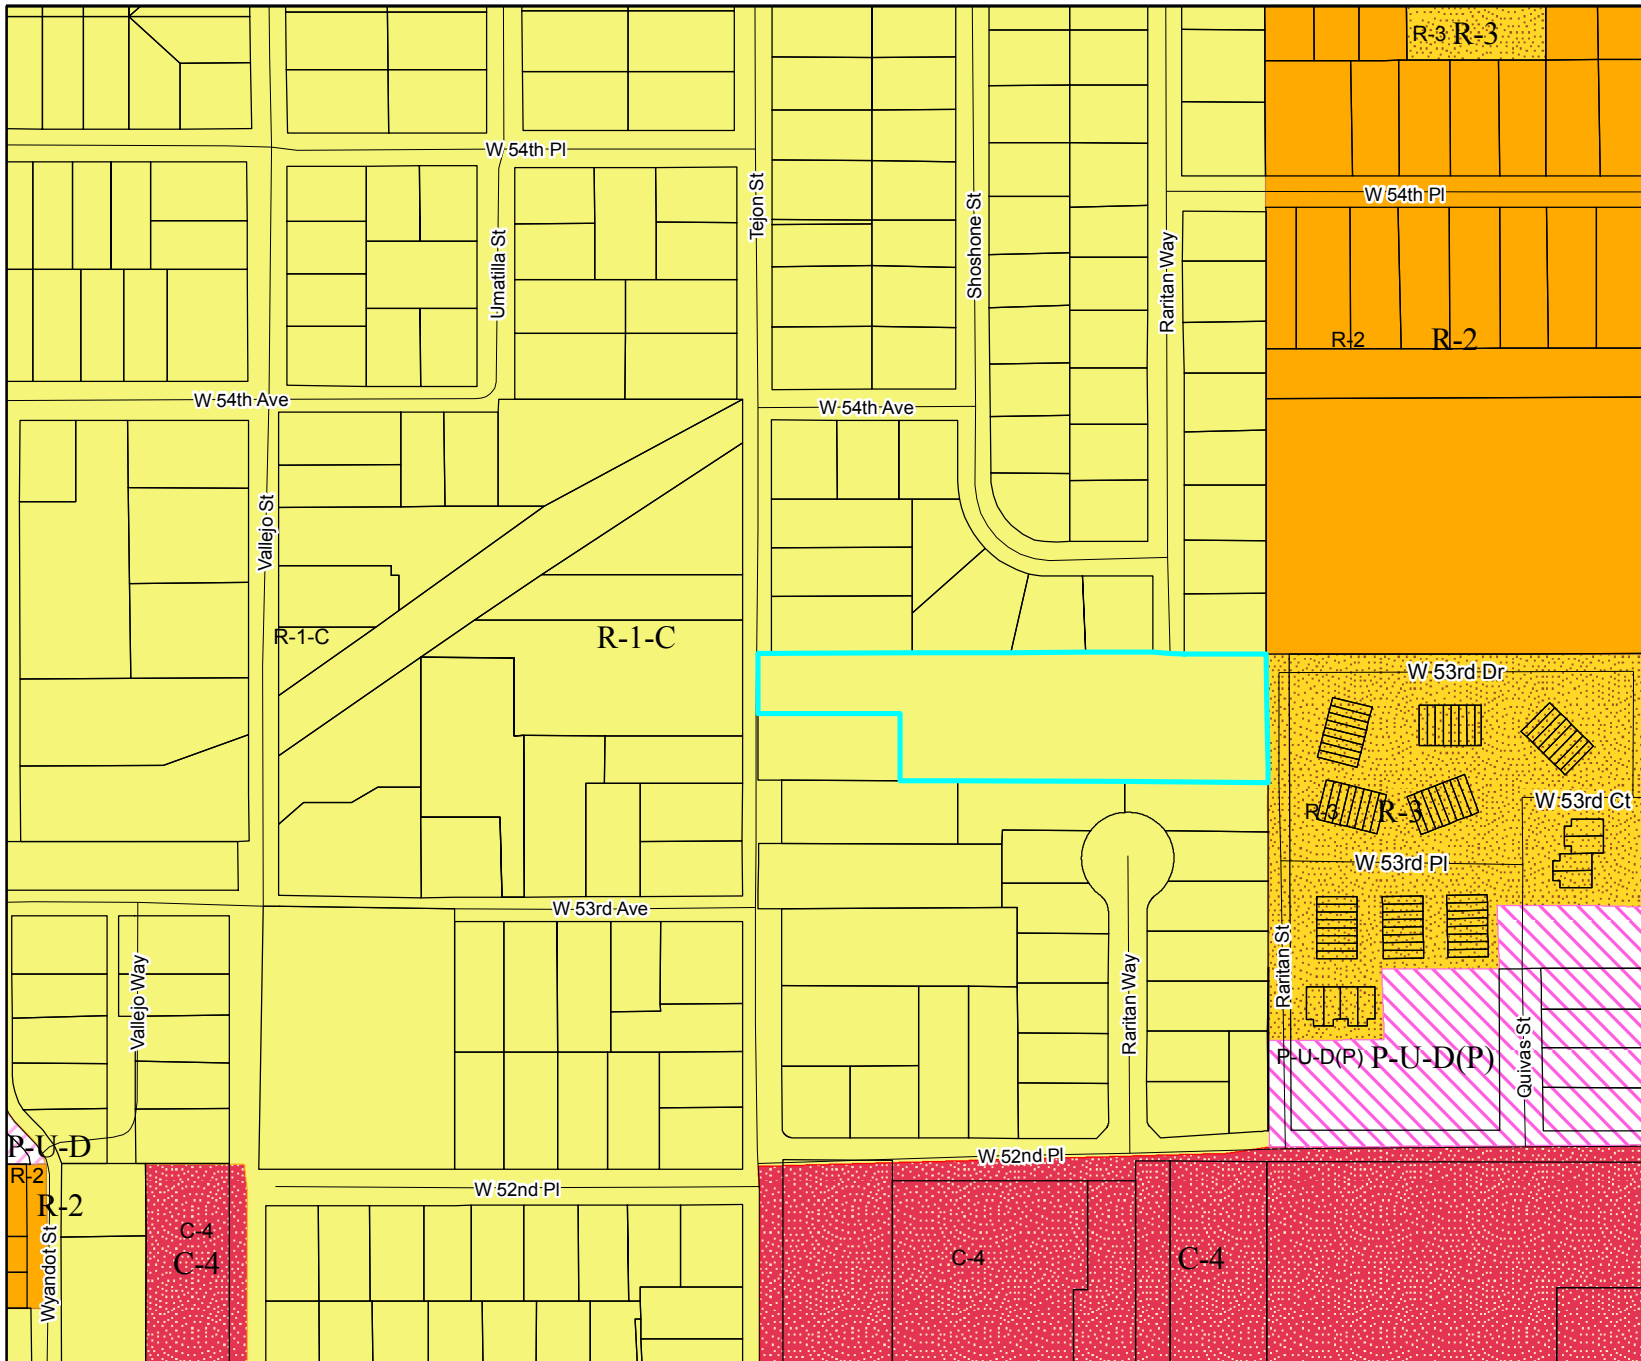 R-3 R-3
W 54th Pl
Tejon St
W 54th Pl
Umatilla St
Shoshone St
Raritan Way
R-2 R-2
W 54th Ave
W 54th Ave
Vallejo St
R-1-C R-1-C
W 53rd Dr
R-3 R-3
W 53rd Ct
W 53rd Pl
W 53rd Ave
Vallejo Way
Raritan Way
Raritan St
Quivas St
P-U-D(P) P-U-D(P)
P-U-D
W 52nd Pl
R-2
R-2
W 52nd Pl
Wyandot St
C-4
C-4
C-4 C-4